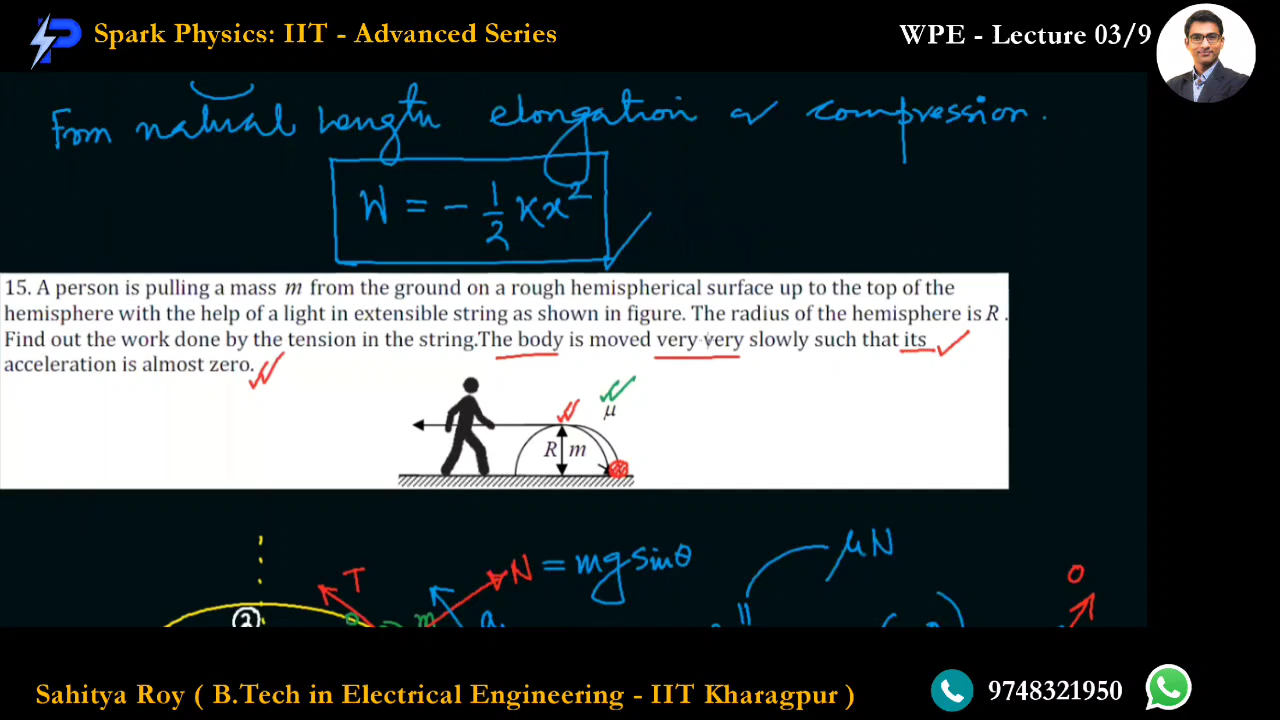 Spark Physics: IIT - Advanced Series
WPE - Lecture 03/9
From natural length elongation or compression.
W = - 1/2 Kx²
15. A person is pulling a mass m from the ground on a rough hemispherical surface up to the top of the
hemisphere with the help of a light in extensible string as shown in figure. The radius of the hemisphere is R .
Find out the work done by the tension in the string.The body is moved very very slowly such that its
acceleration is almost zero.
μ
R m
μN
T
N = mg sinθ
0
m
(2)
Sahitya Roy ( B.Tech in Electrical Engineering - IIT Kharagpur )
9748321950